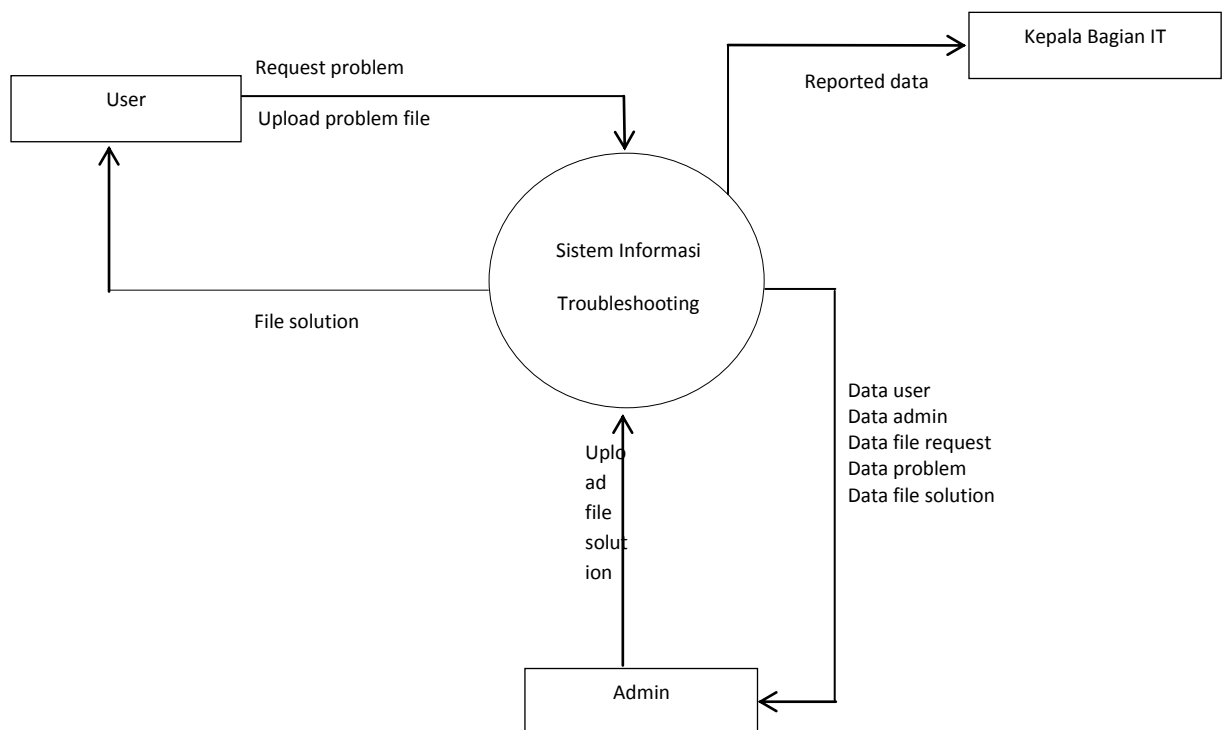 Kepala Bagian IT
Request problem
Reported data
User
Upload problem file
Sistem Informasi
Troubleshooting
File solution
Data user
Data admin
Data file request
Data problem
Data file solution
Uplo
ad
file
solut
ion
Admin